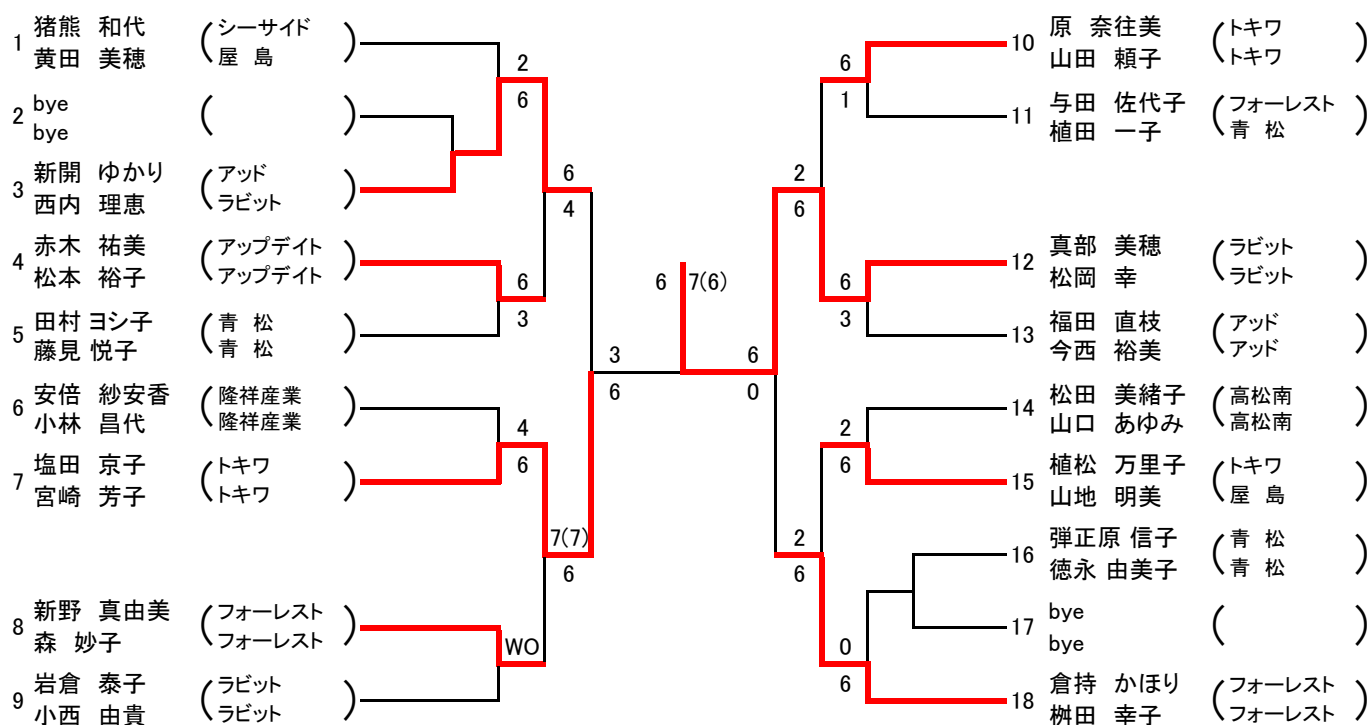 1 猪熊 和代 (シーサイド)
黄田 美穂 屋 島
2
6
2 bye ( )
bye
3 新開 ゆかり (アッド)
西内 理恵 ラビット
6
4
4 赤木 祐美 (アップデイト)
松本 裕子 アップデイト
6
3
5 田村 ヨシ子 (青 松)
藤見 悦子 青 松
3
6
6 安倍 紗安香 (隆祥産業)
小林 昌代 隆祥産業
4
6
7 塩田 京子 (トキワ)
宮崎 芳子 トキワ
7(7)
6
8 新野 真由美 (フォーレスト)
森 妙子 フォーレスト
WO
9 岩倉 泰子 (ラビット)
小西 由貴 ラビット
6 7(6)
10 原 奈往美 (トキワ)
山田 頼子 トキワ
6
1
11 与田 佐代子 (フォーレスト)
植田 一子 青 松
2
6
12 真部 美穂 (ラビット)
松岡 幸 ラビット
6
3
13 福田 直枝 (アッド)
今西 裕美 アッド
6
0
14 松田 美緒子 (高松南)
山口 あゆみ 高松南
2
6
15 植松 万里子 (トキワ)
山地 明美 屋 島
2
6
16 弾正原 信子 (青 松)
徳永 由美子 青 松
17 bye ( )
bye
0
6
18 倉持 かほり (フォーレスト)
桝田 幸子 フォーレスト